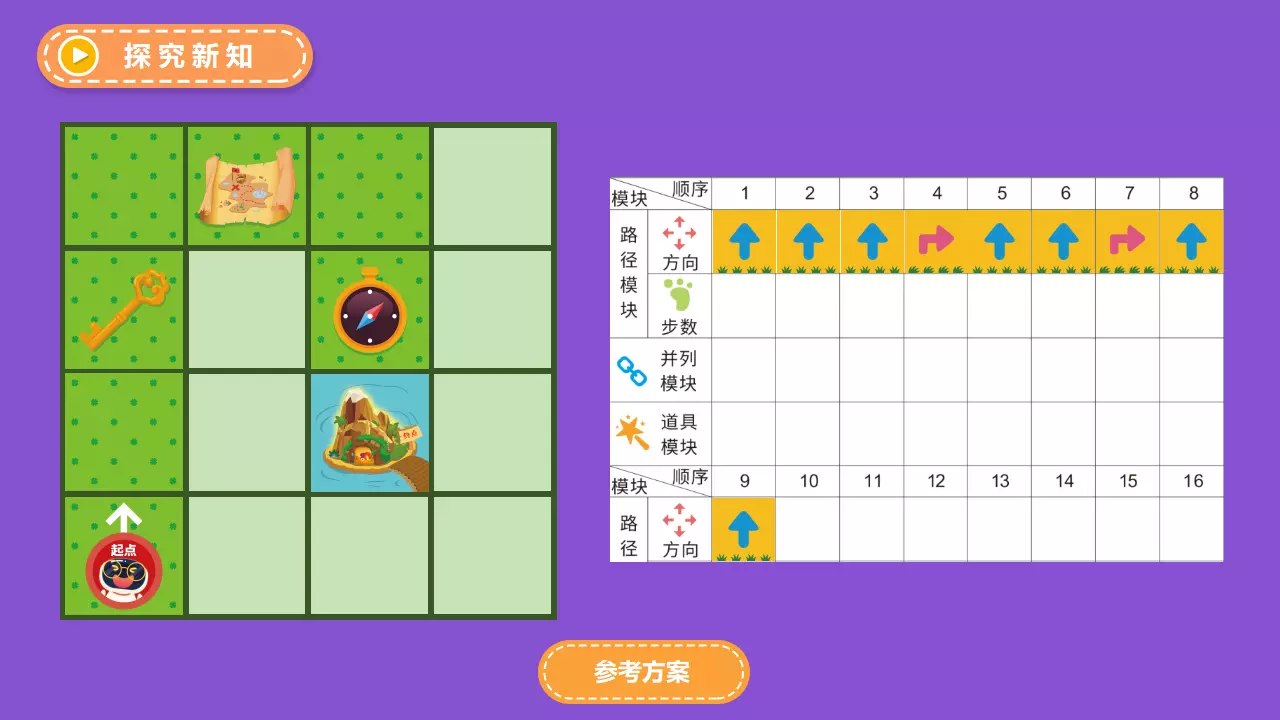 探究新知
起点
终点
模块 顺序 1 2 3 4 5 6 7 8
路径模块 方向
步数
并列模块
道具模块
模块 顺序 9 10 11 12 13 14 15 16
路径 方向
参考方案